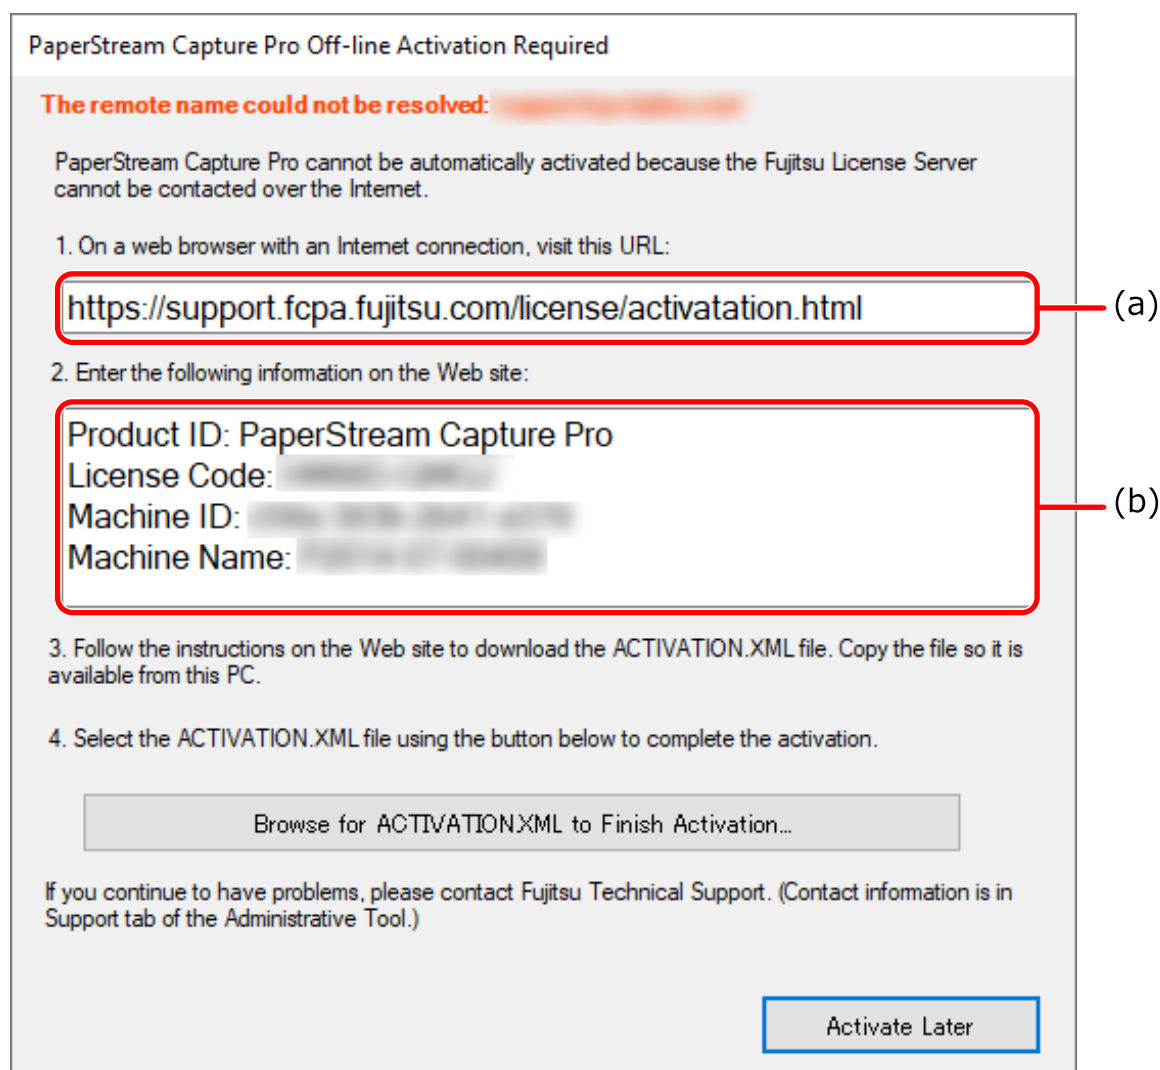 PaperStream Capture Pro Off-line Activation Required
The remote name could not be resolved:
PaperStream Capture Pro cannot be automatically activated because the Fujitsu License Server
cannot be contacted over the Internet.
1. On a web browser with an Internet connection, visit this URL:
https://support.fcpa.fujitsu.com/license/activatation.html
(a)
2. Enter the following information on the Web site:
Product ID: PaperStream Capture Pro
License Code:
Machine ID:
Machine Name:
(b)
3. Follow the instructions on the Web site to download the ACTIVATION.XML file. Copy the file so it is
available from this PC.
4. Select the ACTIVATION.XML file using the button below to complete the activation.
Browse for ACTIVATION.XML to Finish Activation...
If you continue to have problems, please contact Fujitsu Technical Support. (Contact information is in
Support tab of the Administrative Tool.)
Activate Later